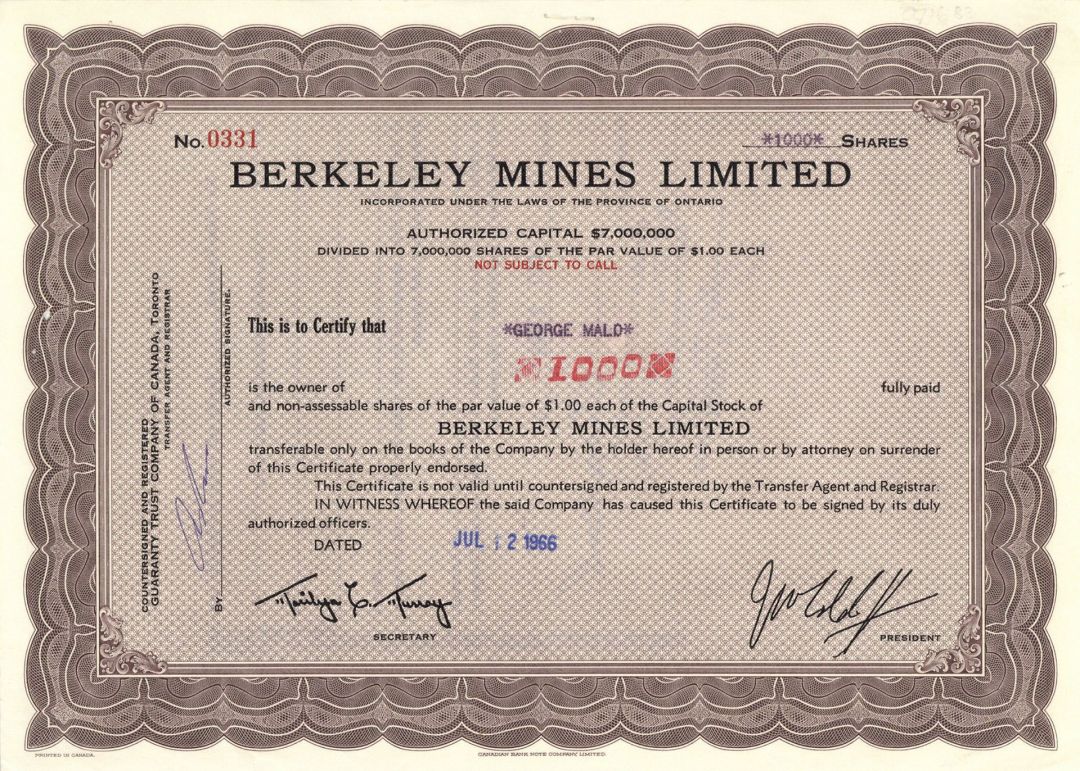 No. 0331
*1000* SHARES
BERKELEY MINES LIMITED
INCORPORATED UNDER THE LAWS OF THE PROVINCE OF ONTARIO
AUTHORIZED CAPITAL $7,000,000
DIVIDED INTO 7,000,000 SHARES OF THE PAR VALUE OF $1.00 EACH
NOT SUBJECT TO CALL
COUNTERSIGNED AND REGISTERED
GUARANTY TRUST COMPANY OF CANADA, TORONTO
TRANSFER AGENT AND REGISTRAR
BY
AUTHORIZED SIGNATURE.
This is to Certify that *GEORGE MALO*
1000
is the owner of fully paid
and non-assessable shares of the par value of $1.00 each of the Capital Stock of
BERKELEY MINES LIMITED
transferable only on the books of the Company by the holder hereof in person or by attorney on surrender
of this Certificate properly endorsed.
This Certificate is not valid until countersigned and registered by the Transfer Agent and Registrar.
IN WITNESS WHEREOF the said Company has caused this Certificate to be signed by its duly
authorized officers.
DATED JUL 12 1966
Marilyn E. Murray
SECRETARY
PRESIDENT
PRINTED IN CANADA.
CANADIAN BANK NOTE COMPANY LIMITED.